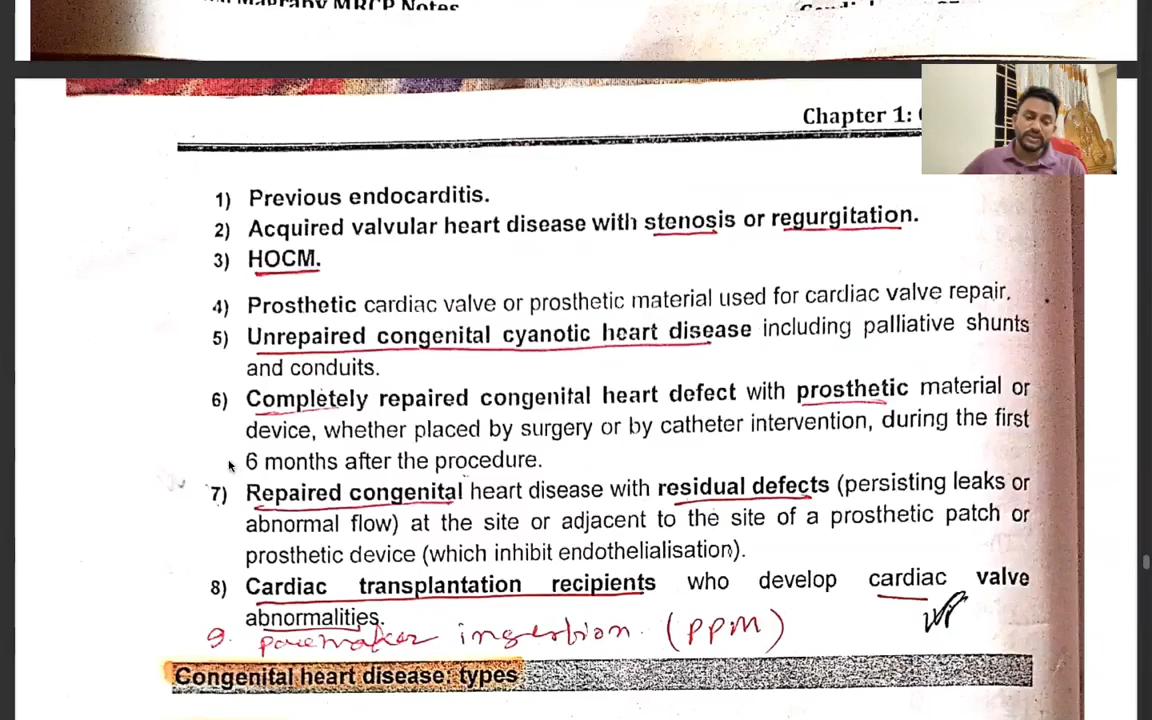 MRCP Notes
Chapter 1:
1) Previous endocarditis.
2) Acquired valvular heart disease with stenosis or regurgitation.
3) HOCM.
4) Prosthetic cardiac valve or prosthetic material used for cardiac valve repair.
5) Unrepaired congenital cyanotic heart disease including palliative shunts
and conduits.
6) Completely repaired congenital heart defect with prosthetic material or
device, whether placed by surgery or by catheter intervention, during the first
6 months after the procedure.
7) Repaired congenital heart disease with residual defects (persisting leaks or
abnormal flow) at the site or adjacent to the site of a prosthetic patch or
prosthetic device (which inhibit endothelialisation).
8) Cardiac transplantation recipients who develop cardiac valve
abnormalities.
9. pacemaker ingestion. (PPM)
Congenital heart disease: types